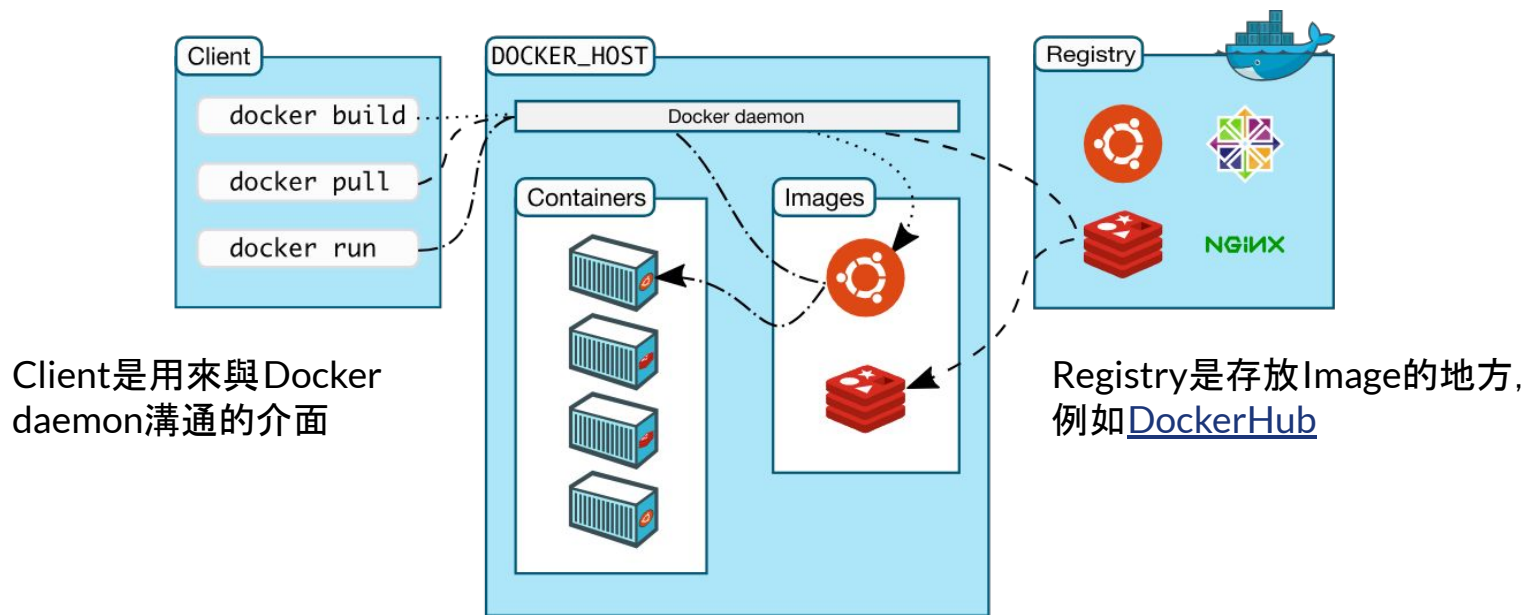 Client
docker build
docker pull
docker run
DOCKER_HOST
Docker daemon
Containers
Images
Registry
NGiNX
Client是用來與Docker
daemon溝通的介面
Registry是存放Image的地方,
例如DockerHub